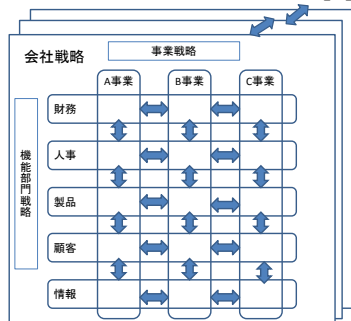 会社戦略
事業戦略
A事業
B事業
C事業
機能部門戦略
財務
人事
製品
顧客
情報